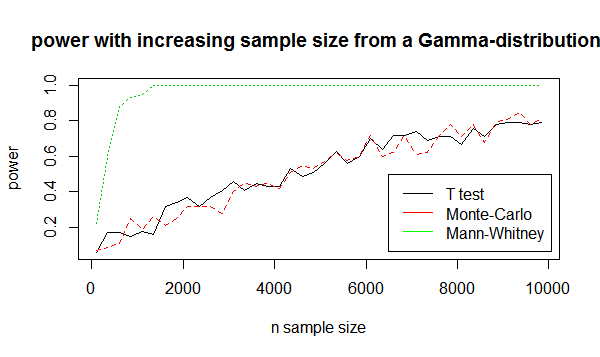 power with increasing sample size from a Gamma-distribution
1.0
0.8
0.6
0.4
0.2
power
T test
Monte-Carlo
Mann-Whitney
0 2000 4000 6000 8000 10000
n sample size